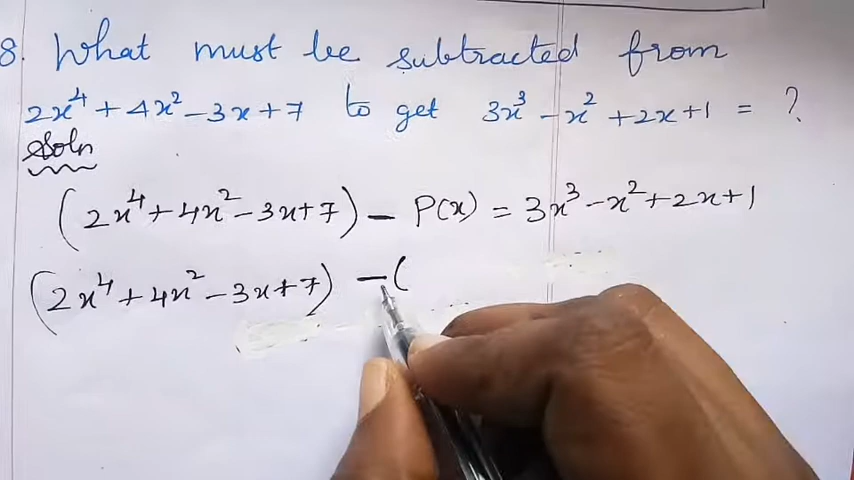 8. What must be subtracted from
2x⁴ + 4x² - 3x + 7 to get 3x³ - x² + 2x + 1 = ?
Soln
(2x⁴ + 4x² - 3x + 7) - P(x) = 3x³ - x² + 2x + 1
(2x⁴ + 4x² - 3x + 7) - (